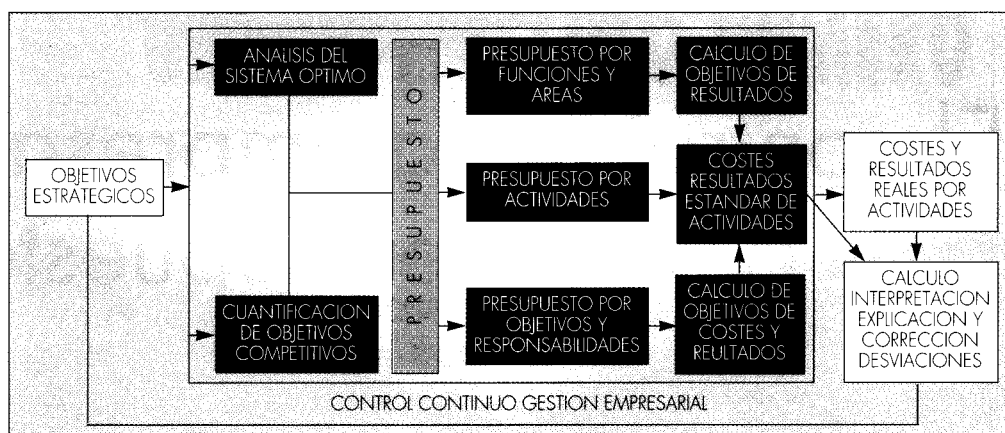 OBJETIVOS
ESTRATEGICOS
ANALISIS DEL
SISTEMA OPTIMO
CUANTIFICACION
DE OBJETIVOS
COMPETITIVOS
PRESUPUESTO
PRESUPUESTO POR
FUNCIONES Y
AREAS
PRESUPUESTO POR
ACTIVIDADES
PRESUPUESTO POR
OBJETIVOS Y
RESPONSABILIDADES
CALCULO DE
OBJETIVOS DE
RESULTADOS
COSTES
RESULTADOS
ESTANDAR DE
ACTIVIDADES
CALCULO DE
OBJETIVOS DE
COSTES Y
REULTADOS
COSTES Y
RESULTADOS
REALES POR
ACTIVIDADES
CALCULO
INTERPRETACION
EXPLICACION Y
CORRECCION
DESVIACIONES
CONTROL CONTINUO GESTION EMPRESARIAL